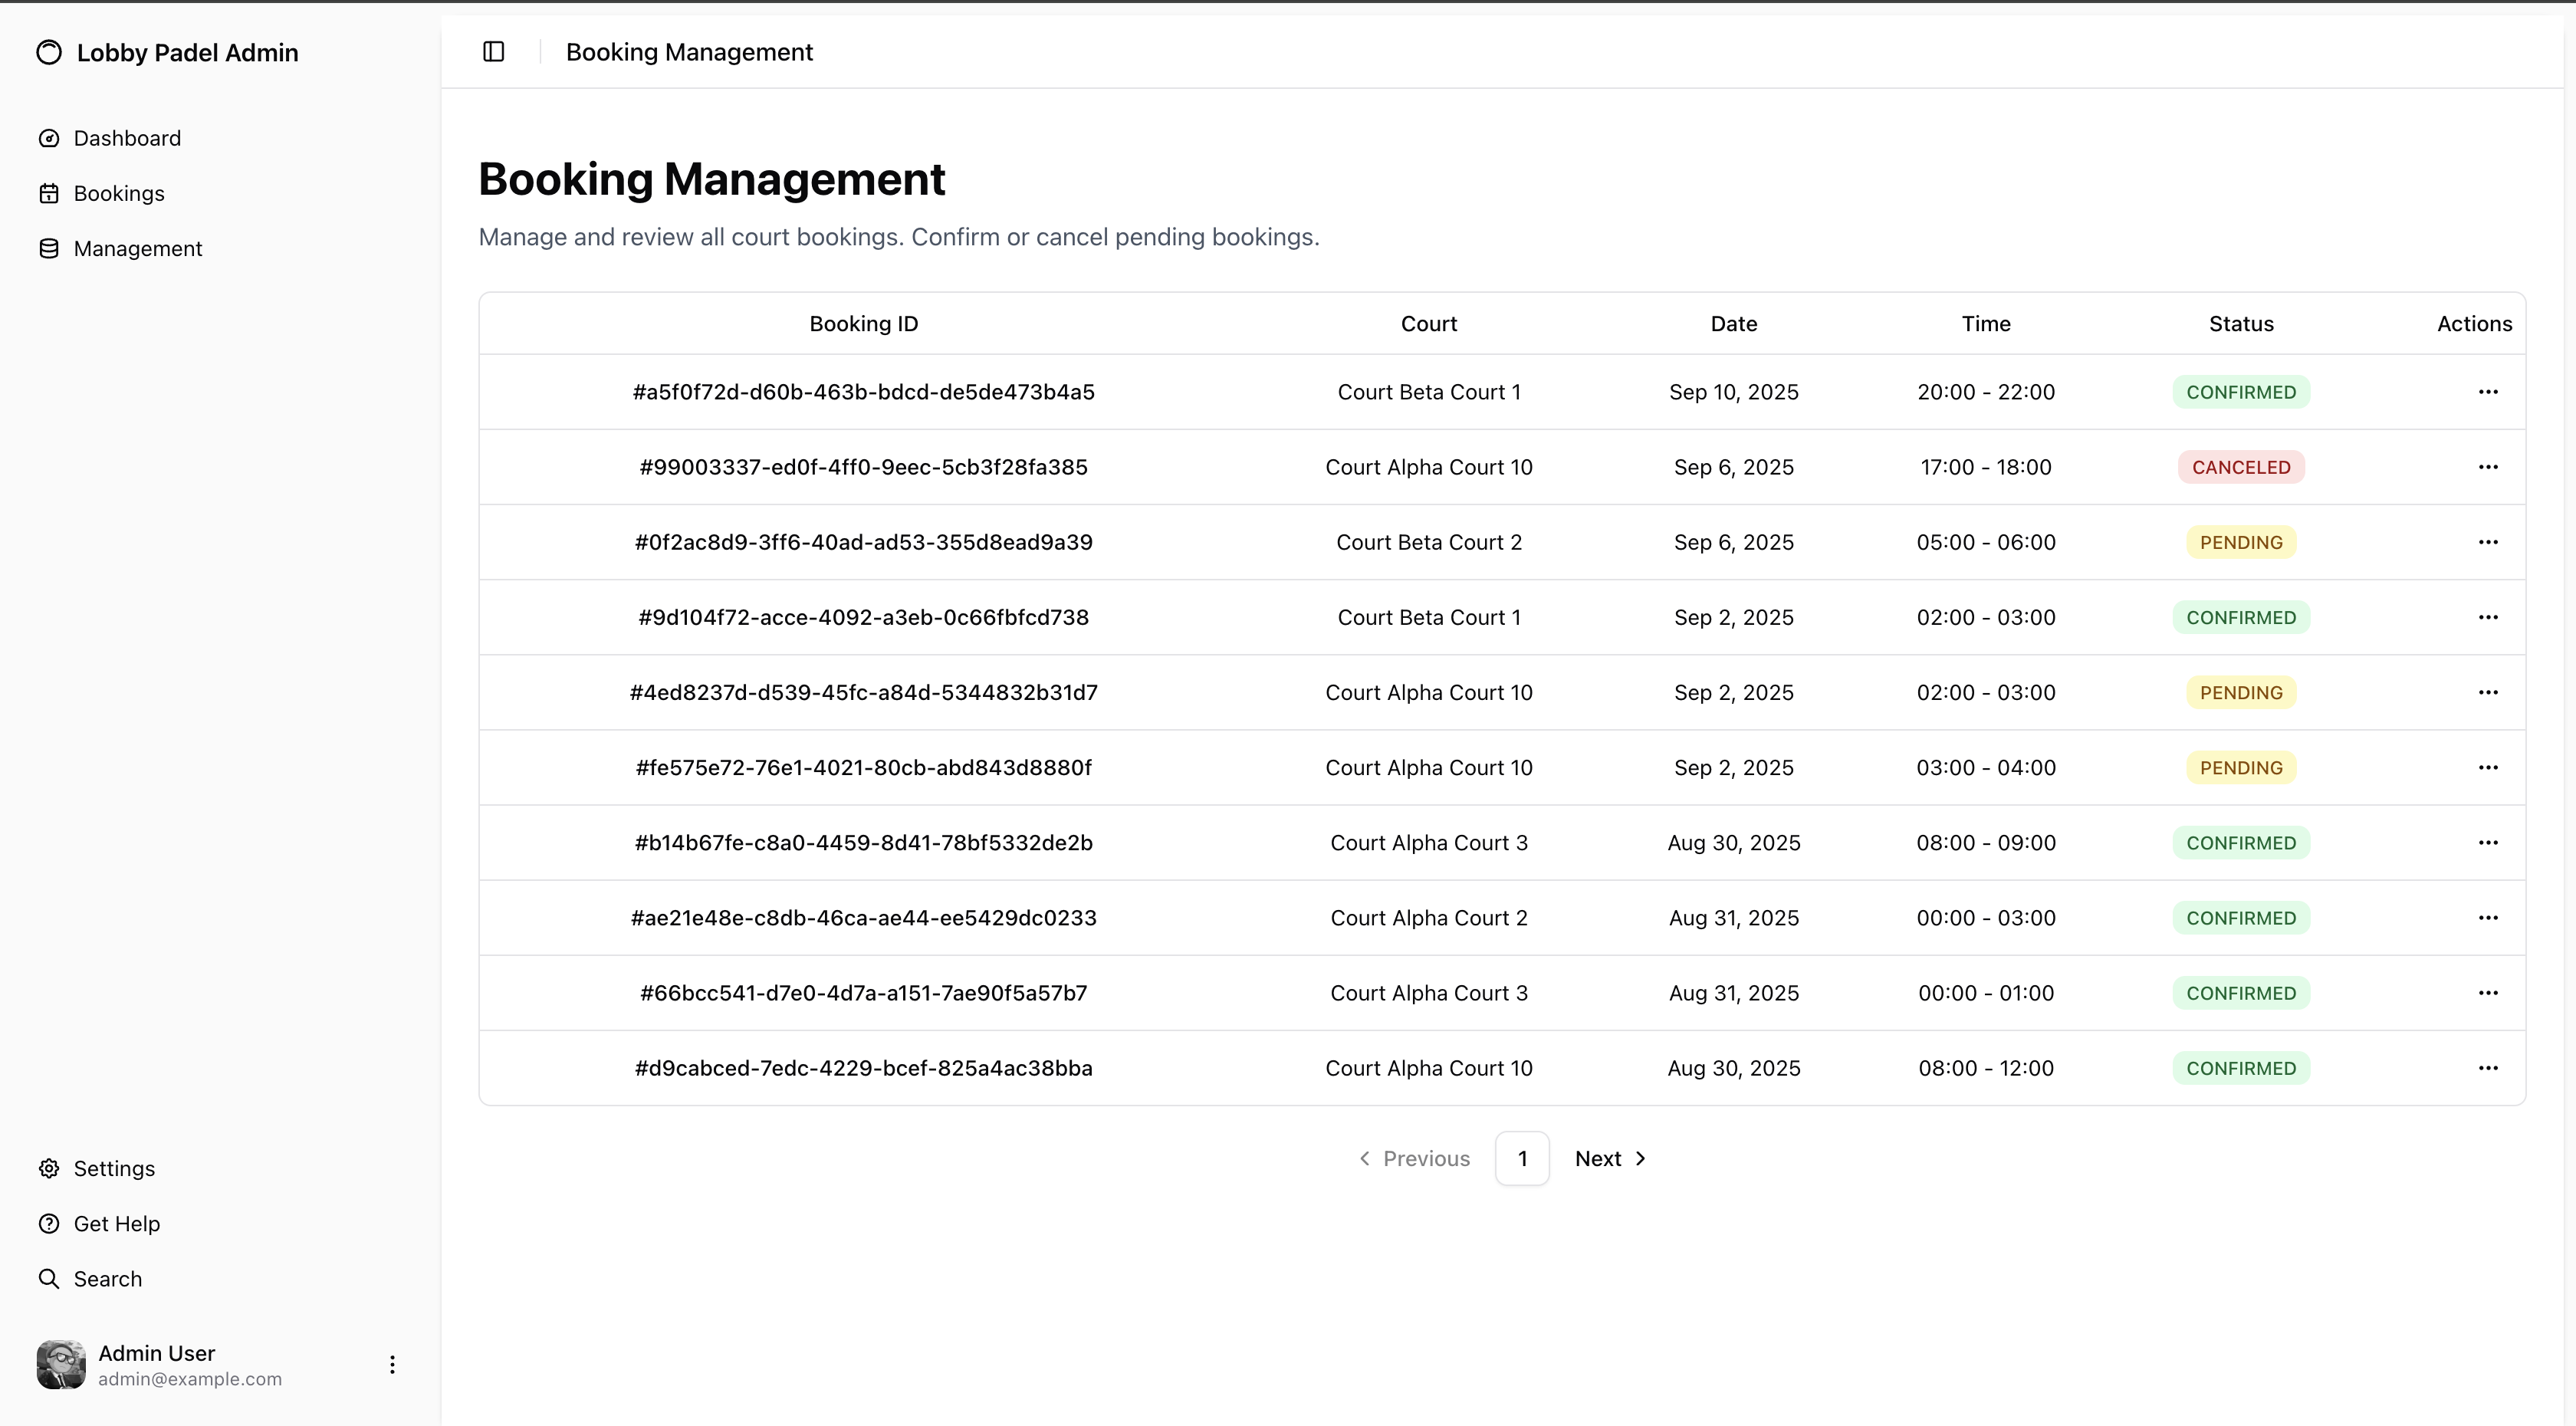 Lobby Padel Admin
Dashboard
Bookings
Management
Settings
Get Help
Search
Admin User
admin@example.com
Booking Management
Booking Management
Manage and review all court bookings. Confirm or cancel pending bookings.
Booking ID Court Date Time Status Actions
#a5f0f72d-d60b-463b-bdcd-de5de473b4a5 Court Beta Court 1 Sep 10, 2025 20:00 - 22:00 CONFIRMED
#99003337-ed0f-4ff0-9eec-5cb3f28fa385 Court Alpha Court 10 Sep 6, 2025 17:00 - 18:00 CANCELED
#0f2ac8d9-3ff6-40ad-ad53-355d8ead9a39 Court Beta Court 2 Sep 6, 2025 05:00 - 06:00 PENDING
#9d104f72-acce-4092-a3eb-0c66fbfcd738 Court Beta Court 1 Sep 2, 2025 02:00 - 03:00 CONFIRMED
#4ed8237d-d539-45fc-a84d-5344832b31d7 Court Alpha Court 10 Sep 2, 2025 02:00 - 03:00 PENDING
#fe575e72-76e1-4021-80cb-abd843d8880f Court Alpha Court 10 Sep 2, 2025 03:00 - 04:00 PENDING
#b14b67fe-c8a0-4459-8d41-78bf5332de2b Court Alpha Court 3 Aug 30, 2025 08:00 - 09:00 CONFIRMED
#ae21e48e-c8db-46ca-ae44-ee5429dc0233 Court Alpha Court 2 Aug 31, 2025 00:00 - 03:00 CONFIRMED
#66bcc541-d7e0-4d7a-a151-7ae90f5a57b7 Court Alpha Court 3 Aug 31, 2025 00:00 - 01:00 CONFIRMED
#d9cabced-7edc-4229-bcef-825a4ac38bba Court Alpha Court 10 Aug 30, 2025 08:00 - 12:00 CONFIRMED
Previous 1 Next